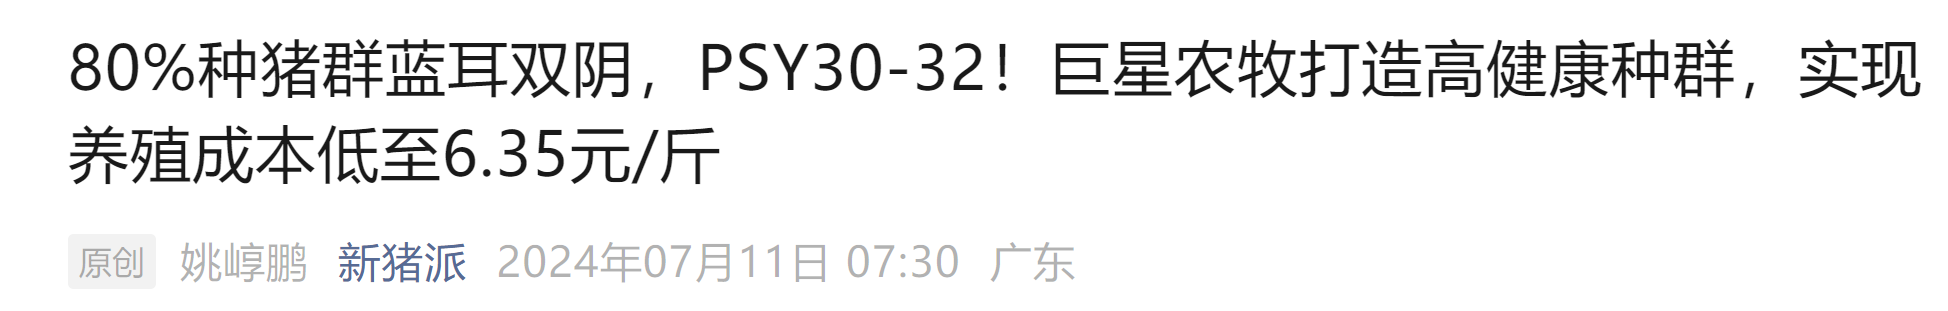 80%种猪群蓝耳双阴，PSY30-32！巨星农牧打造高健康种群，实现
养殖成本低至6.35元/斤
原创 姚崞鹏 新猪派 2024年07月11日 07:30 广东